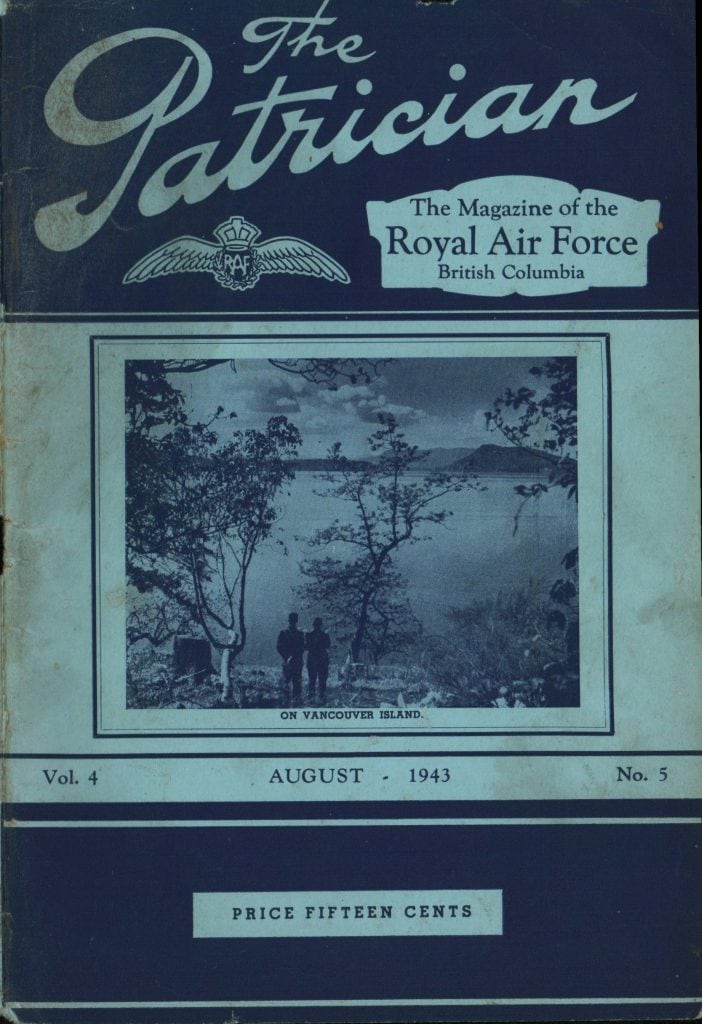 The
Patrician
The Magazine of the
Royal Air Force
British Columbia
RAF
ON VANCOUVER ISLAND.
Vol. 4 AUGUST - 1943 No. 5
PRICE FIFTEEN CENTS